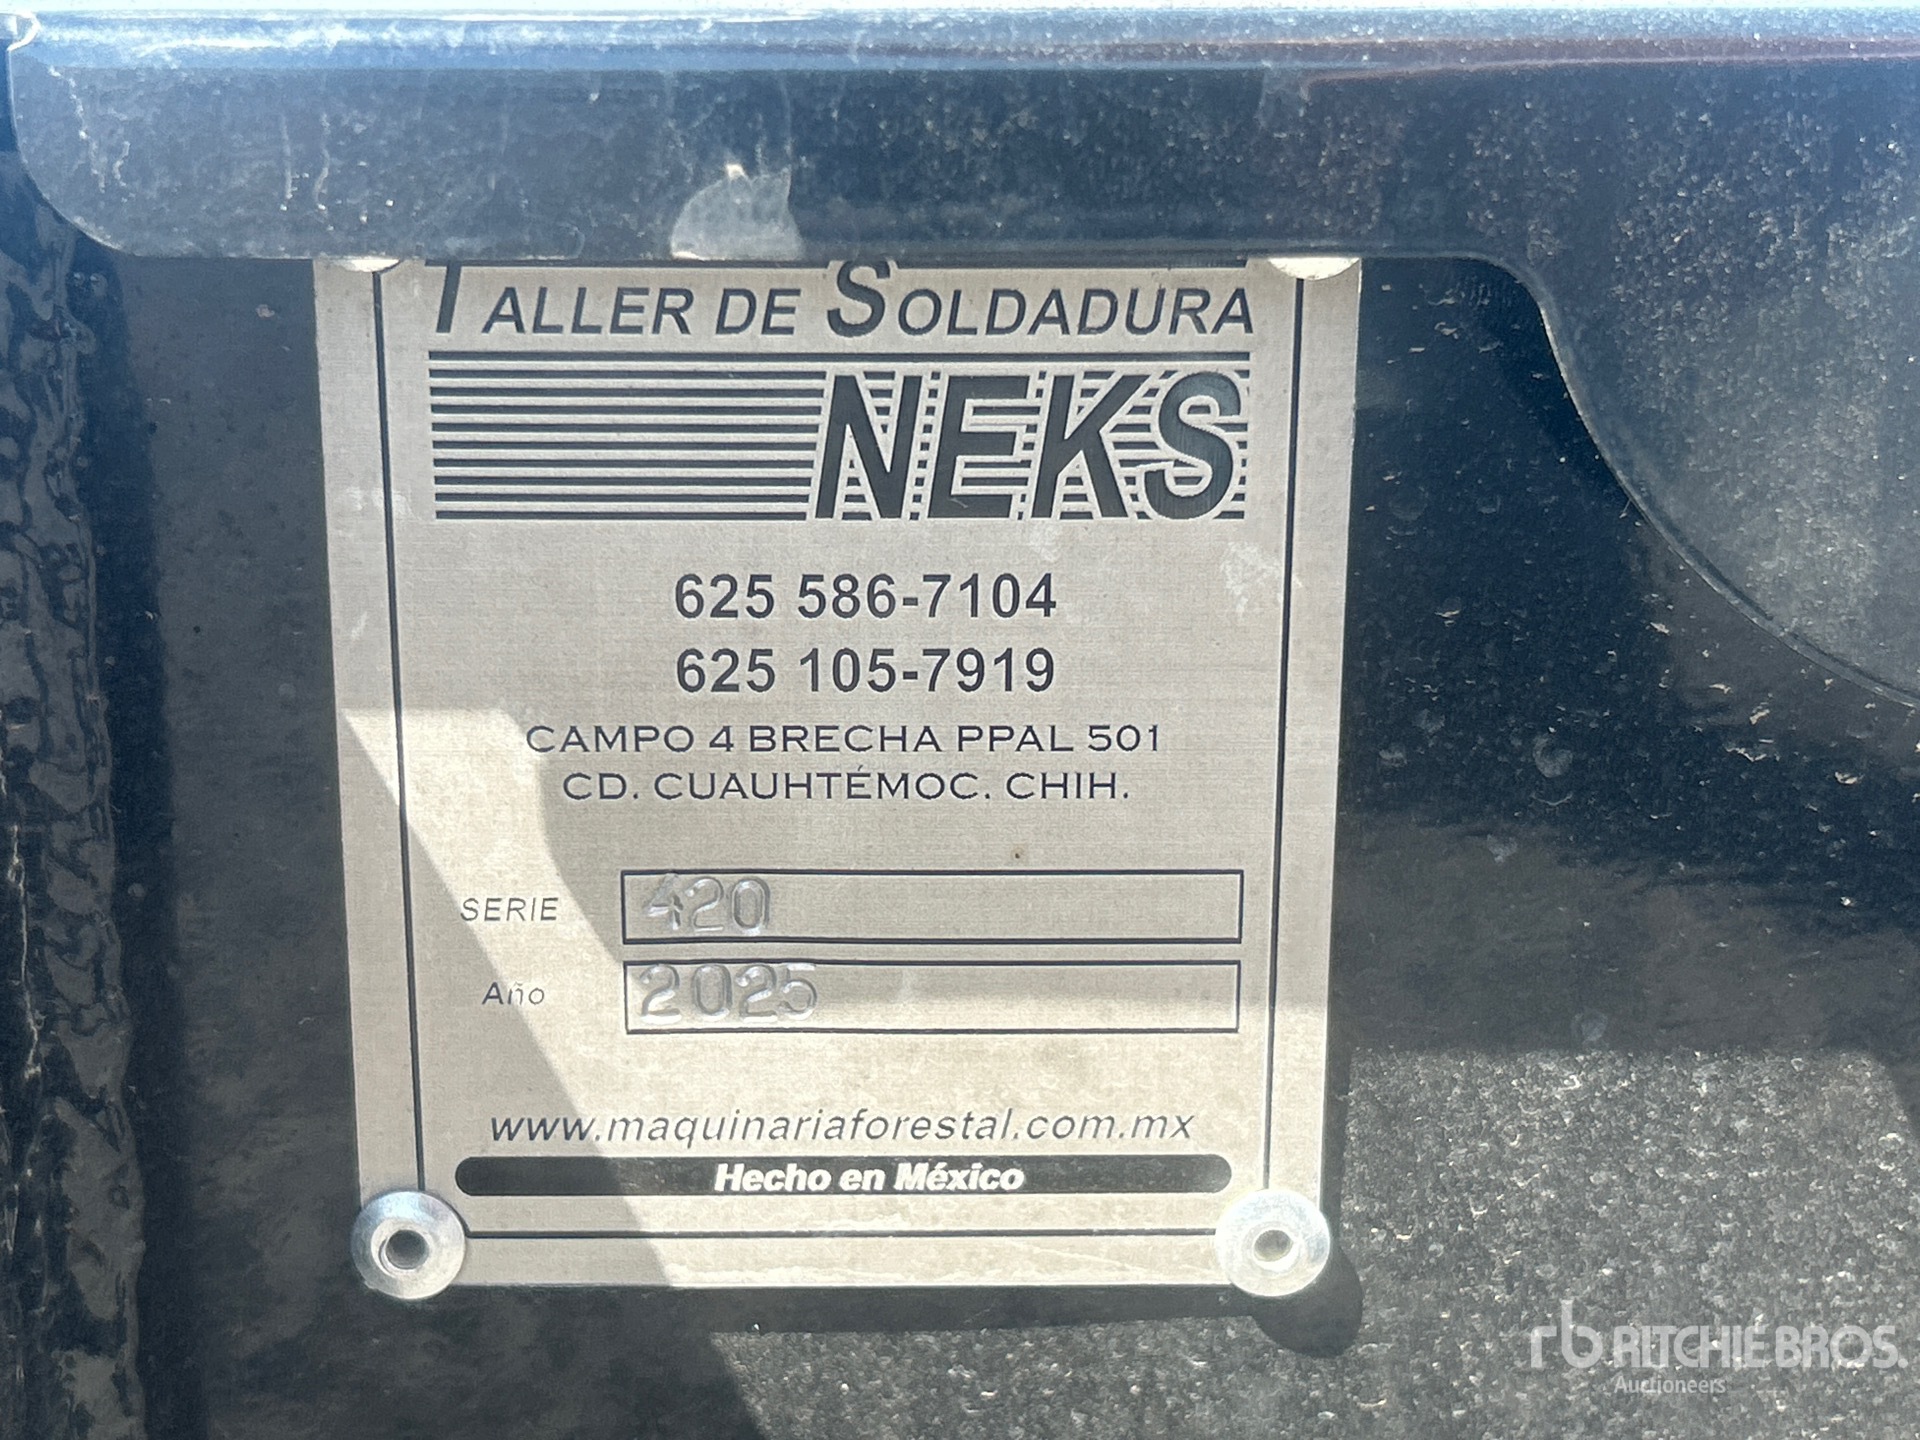 TALLER DE SOLDADURA
NEKS
625 586-7104
625 105-7919
CAMPO 4 BRECHA PPAL 501
CD. CUAUHTÉMOC. CHIH.
SERIE 420
Año 2025
www.maquinariaforestal.com.mx
Hecho en México
rb RITCHIE BROS.
Auctioneers